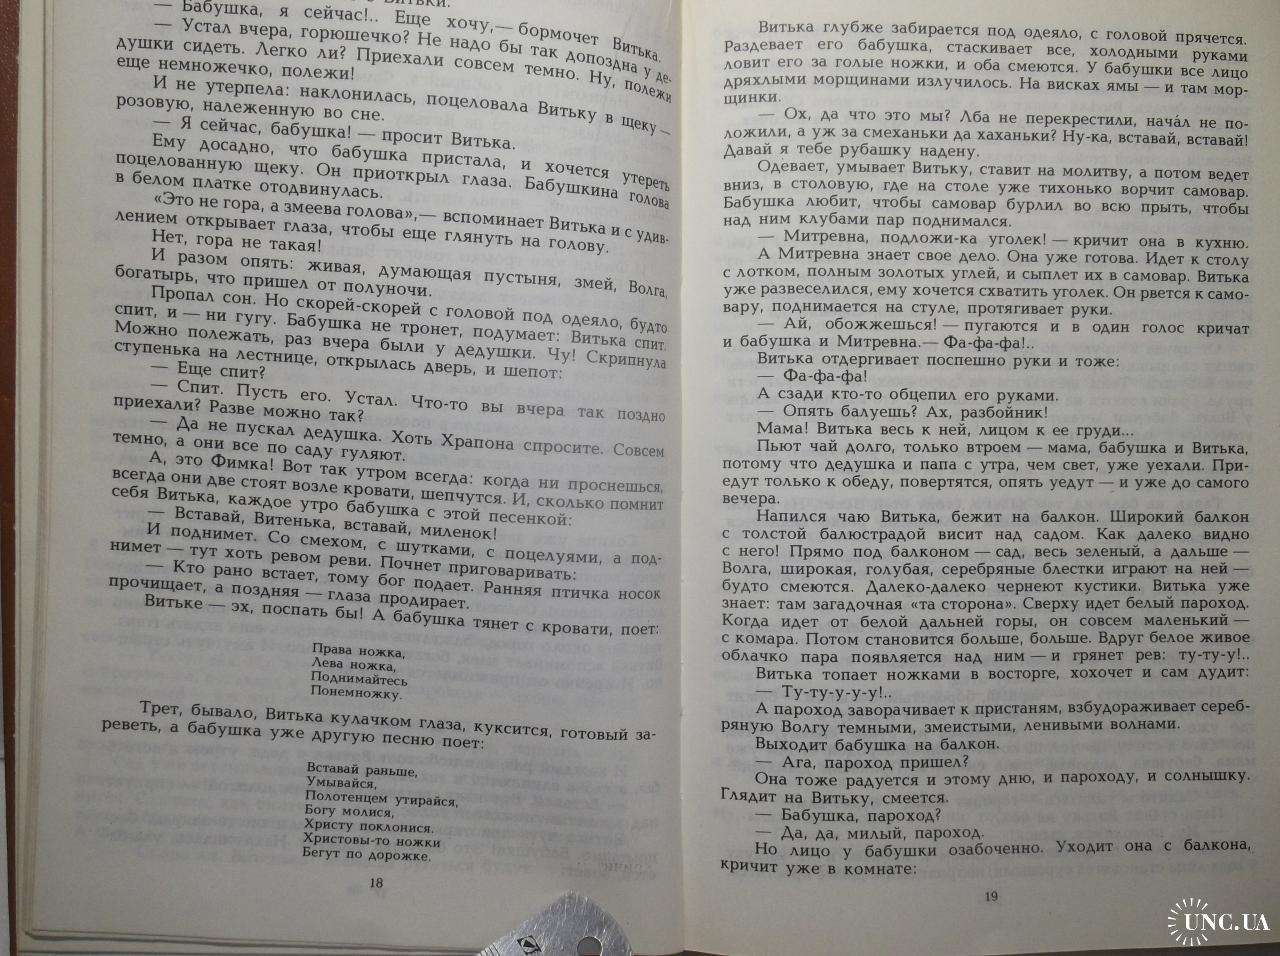 — Бабушка, я сейчас!.. Еще хочу,— бормочет Витька.
— Устал вчера, горюшечко? Не надо бы так допоздна у де-
душки сидеть. Легко ли? Приехали совсем темно. Ну, полежи
еще немножечко, полежи!
И не утерпела: наклонилась, поцеловала Витьку в щеку —
розовую, належенную во сне.
— Я сейчас, бабушка! — просит Витька.
Ему досадно, что бабушка пристала, и хочется утереть
поцелованную щеку. Он приоткрыл глаза. Бабушкина голова
в белом платке отодвинулась.
«Это не гора, а змеева голова»,— вспоминает Витька и с удив-
лением открывает глаза, чтобы еще глянуть на голову.
Нет, гора не такая!
И разом опять: живая, думающая пустыня, змей, Волга,
богатырь, что пришел от полуночи.
Пропал сон. Но скорей-скорей с головой под одеяло, будто
спит, и — ни гугу. Бабушка не тронет, подумает: Витька спит.
Можно полежать, раз вчера были у дедушки. Чу! Скрипнула
ступенька на лестнице, открылась дверь, и шепот:
— Еще спит?
— Спит. Пусть его. Устал. Что-то вы вчера так поздно
приехали? Разве можно так?
— Да не пускал дедушка. Хоть Храпона спросите. Совсем
темно, а они все по саду гуляют.
А, это Фимка! Вот так утром всегда: когда ни проснешься,
всегда они две стоят возле кровати, шепчутся. И, сколько помнит
себя Витька, каждое утро бабушка с этой песенкой:
— Вставай, Витенька, вставай, миленок!
И поднимет. Со смехом, с шутками, с поцелуями, а под-
нимет — тут хоть ревом реви. Почнет приговаривать:
— Кто рано встает, тому бог подает. Ранняя птичка носок
прочищает, а поздняя — глаза продирает.
Витьке — эх, поспать бы! А бабушка тянет с кровати, поет:
Права ножка,
Лева ножка,
Поднимайтесь
Понемножку.
Трет, бывало, Витька кулачком глаза, куксится, готовый за-
реветь, а бабушка уже другую песню поет:
Вставай раньше,
Умывайся,
Полотенцем утирайся,
Богу молися,
Христу поклонися.
Христовы-то ножки
Бегут по дорожке.
18
Витька глубже забирается под одеяло, с головой прячется.
Раздевает его бабушка, стаскивает все, холодными руками
ловит его за голые ножки, и оба смеются. У бабушки все лицо
дряхлыми морщинами излучилось. На висках ямы — и там мор-
щинки.
— Ох, да что это мы? Лба не перекрестили, нача́л не по-
ложили, а уж за смеханьки да хаханьки? Ну-ка, вставай, вставай!
Давай я тебе рубашку надену.
Одевает, умывает Витьку, ставит на молитву, а потом ведет
вниз, в столовую, где на столе уже тихонько ворчит самовар.
Бабушка любит, чтобы самовар бурлил во всю прыть, чтобы
над ним клубами пар поднимался.
— Митревна, подложи-ка уголек! — кричит она в кухню.
А Митревна знает свое дело. Она уже готова. Идет к столу
с лотком, полным золотых углей, и сыплет их в самовар. Витька
уже развеселился, ему хочется схватить уголек. Он рвется к само-
вару, поднимается на стуле, протягивает руки.
— Ай, обожжешься! — пугаются и в один голос кричат
и бабушка и Митревна.— Фа-фа-фа!..
Витька отдергивает поспешно руки и тоже:
— Фа-фа-фа!
А сзади кто-то обцепил его руками.
— Опять балуешь? Ах, разбойник!
Мама! Витька весь к ней, лицом к ее груди...
Пьют чай долго, только втроем — мама, бабушка и Витька,
потому что дедушка и папа с утра, чем свет, уже уехали. При-
едут только к обеду, повертятся, опять уедут — и уже до самого
вечера.
Напился чаю Витька, бежит на балкон. Широкий балкон
с толстой балюстрадой висит над садом. Как далеко видно
с него! Прямо под балконом — сад, весь зеленый, а дальше —
Волга, широкая, голубая, серебряные блестки играют на ней —
будто смеются. Далеко-далеко чернеют кустики. Витька уже
знает: там загадочная «та сторона». Сверху идет белый пароход.
Когда идет от белой дальней горы, он совсем маленький —
с комара. Потом становится больше, больше. Вдруг белое живое
облачко пара появляется над ним — и грянет рев: ту-ту-у!..
Витька топает ножками в восторге, хохочет и сам дудит:
— Ту-ту-у-у-у!..
А пароход заворачивает к пристаням, взбудораживает сереб-
ряную Волгу темными, змеистыми, ленивыми волнами.
Выходит бабушка на балкон.
— Ага, пароход пришел?
Она тоже радуется и этому дню, и пароходу, и солнышку.
Глядит на Витьку, смеется.
— Бабушка, пароход?
— Да, да, милый, пароход.
Но лицо у бабушки озабоченно. Уходит она с балкона,
кричит уже в комнате:
19
UNC.UA